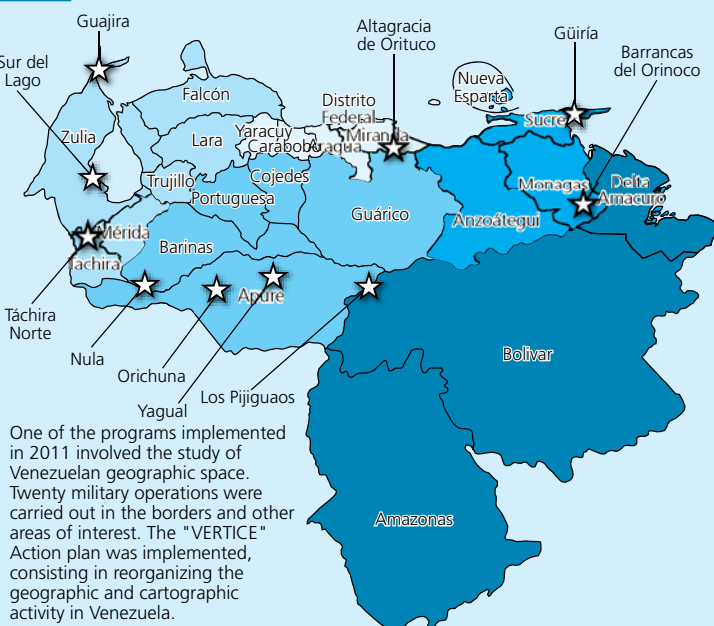 Guajira
Altagracia
de Orituco
Güiría
Barrancas
del Orinoco
Sur del
Lago
Falcón
Nueva
Esparta
Distrito
Federal
Sucre
Zulia
Lara
Yaracuy
Carabobo
Aragua
Miranda
Trujillo
Cojedes
Portuguesa
Monagas
Delta
Amacuro
Guárico
Anzoátegui
Mérida
Barinas
Tachira
Apure
Táchira
Norte
Nula
Orichuna
Yagual
Los Pijiguaos
Bolivar
Amazonas
One of the programs implemented
in 2011 involved the study of
Venezuelan geographic space.
Twenty military operations were
carried out in the borders and other
areas of interest. The "VERTICE"
Action plan was implemented,
consisting in reorganizing the
geographic and cartographic
activity in Venezuela.